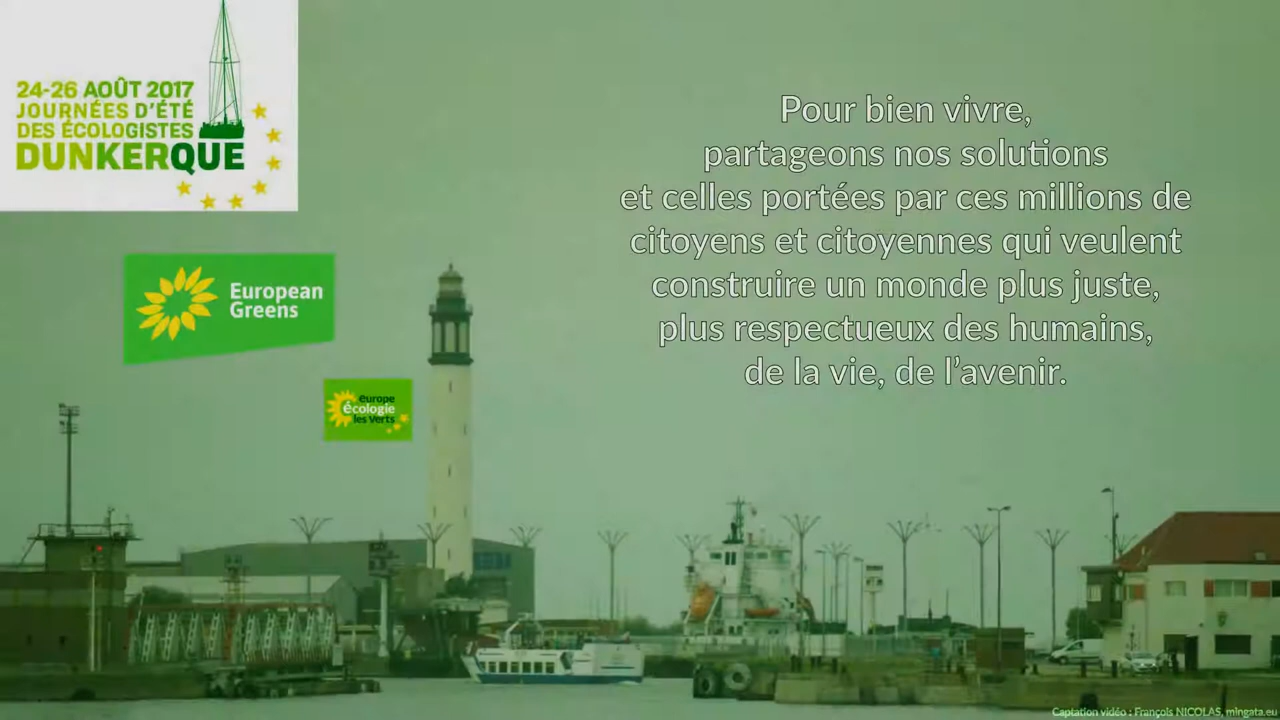 24-26 AOÛT 2017
JOURNÉES D'ÉTÉ
DES ÉCOLOGISTES
DUNKERQUE
Pour bien vivre,
partageons nos solutions
et celles portées par ces millions de
citoyens et citoyennes qui veulent
construire un monde plus juste,
plus respectueux des humains,
de la vie, de l'avenir.
European
Greens
europe
écologie
les Verts
Captation vidéo : François NICOLAS, mingata.eu